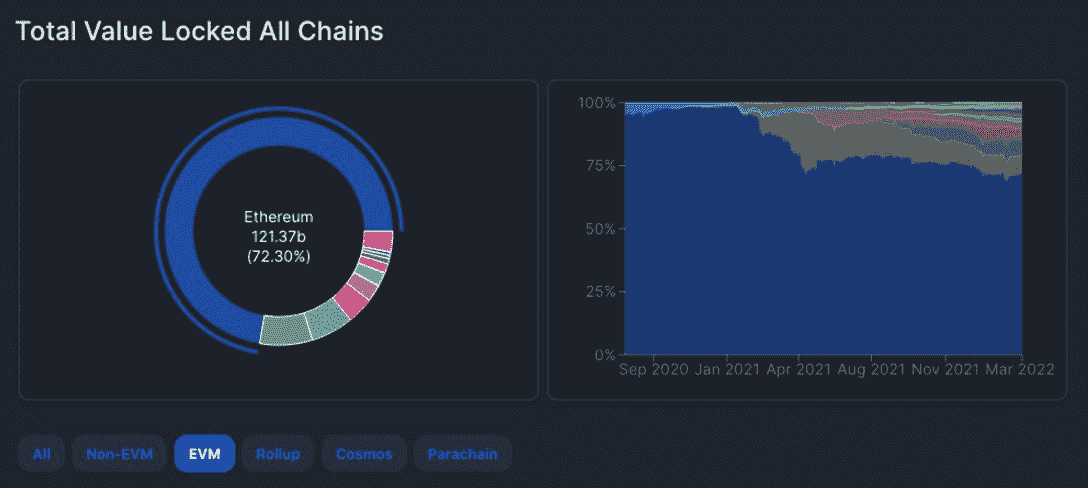 Total Value Locked All Chains
Ethereum
121.37b
(72.30%)
100%
75%
50%
25%
0%
Sep 2020 Jan 2021 Apr 2021 Aug 2021 Nov 2021 Mar 2022
All Non-EVM EVM Rollup Cosmos Parachain